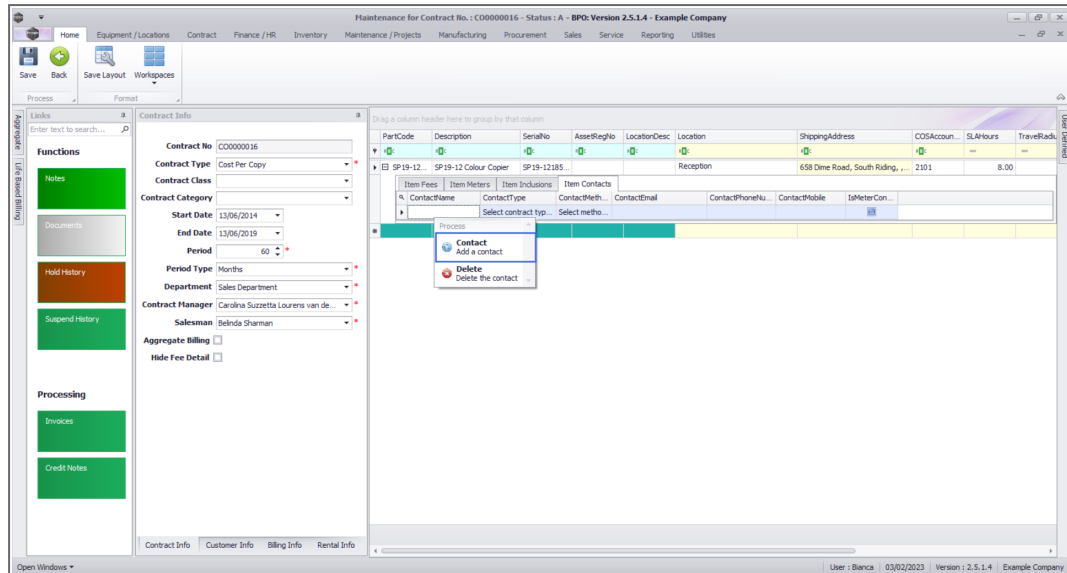 Maintenance for Contract No. : CO0000016 - Status : A - BPO: Version 2.5.1.4 - Example Company
Home Equipment / Locations Contract Finance / HR Inventory Maintenance / Projects Manufacturing Procurement Sales Service Reporting Utilities
Save Back Save Layout Workspaces
Process Format
Aggregate
Life Based Billing
Links
Enter text to search...
Functions
Notes
Documents
Hold History
Suspend History
Processing
Invoices
Credit Notes
Contract Info
Contract No CO0000016
Contract Type Cost Per Copy *
Contract Class
Contract Category
Start Date 13/06/2014
End Date 13/06/2019
Period 60 *
Period Type Months *
Department Sales Department *
Contract Manager Carolina Suzzetta Lourens van de... *
Salesman Belinda Sharman *
Aggregate Billing
Hide Fee Detail
Contract Info Customer Info Billing Info Rental Info
Drag a column header here to group by that column
PartCode Description SerialNo AssetRegNo LocationDesc Location ShippingAddress COSAccoun... SLAHours TravelRadiu
SP19-12... SP19-12 Colour Copier SP19-12185... Reception 658 Dime Road, South Riding, ,... 2101 8.00
Item Fees Item Meters Item Inclusions Item Contacts
ContactName ContactType ContactMeth... ContactEmail ContactPhoneNu... ContactMobile IsMeterCon...
Select contract typ... Select metho...
Process
Contact
Add a contact
Delete
Delete the contact
User Defined
Open Windows
User : Bianca 03/02/2023 Version : 2.5.1.4 Example Company